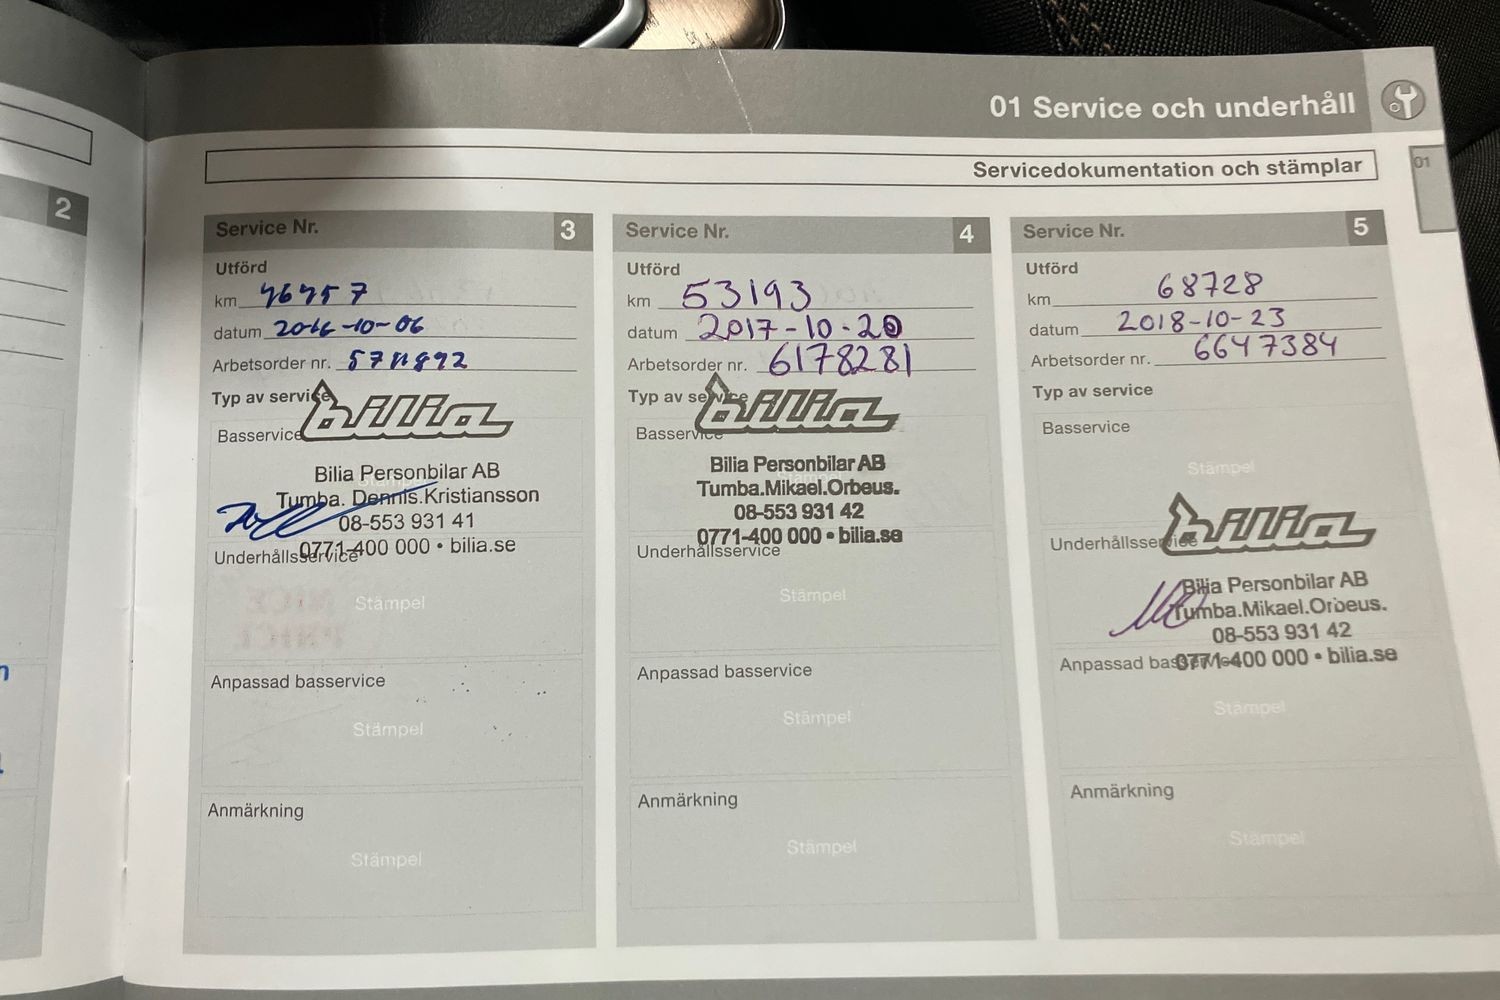 01 Service och underhåll
01
Servicedokumentation och stämplar
2
Service Nr. 3
Utförd
km
datum 2016-10-06
Arbetsorder nr.
Typ av service
bilia
Basservice
Bilia Personbilar AB
Tumba. Dennis.Kristiansson
08-553 931 41
0771-400 000 • bilia.se
Underhållsservice
Stämpel
Anpassad basservice
Stämpel
Anmärkning
Stämpel
Service Nr. 4
Utförd
km 53193
datum 2017-10-20
Arbetsorder nr. 6178281
Typ av service
bilia
Basservice
Bilia Personbilar AB
Tumba.Mikael.Orbeus.
08-553 931 42
0771-400 000 • bilia.se
Underhållsservice
Stämpel
Anpassad basservice
Stämpel
Anmärkning
Stämpel
Service Nr. 5
Utförd
km 68728
datum 2018-10-23
Arbetsorder nr. 6647384
Typ av service
Basservice
Stämpel
bilia
Underhållsservice
Bilia Personbilar AB
Tumba.Mikael.Orbeus.
08-553 931 42
0771-400 000 • bilia.se
Anpassad basservice
Stämpel
Anmärkning
Stämpel